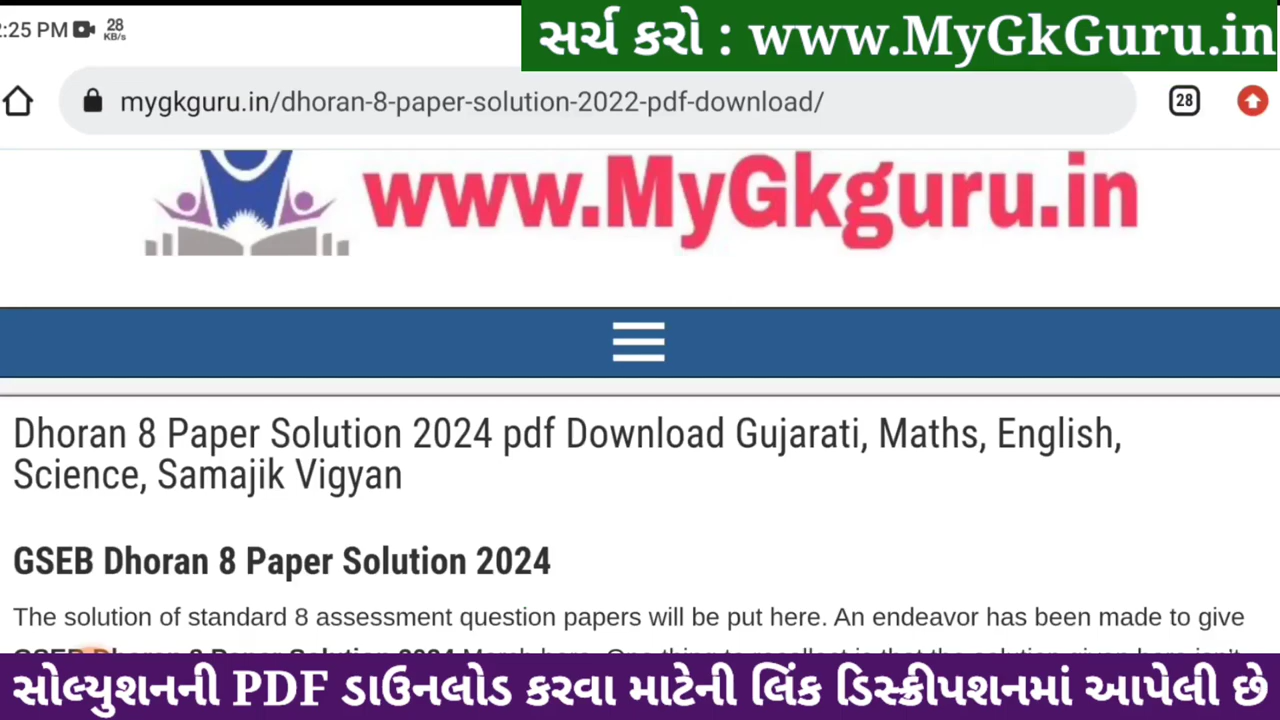 :25 PM 28 KB/s
સર્ચ કરો : www.MyGkGuru.in
mygkguru.in/dhoran-8-paper-solution-2022-pdf-download/
28
www.MyGkguru.in
Dhoran 8 Paper Solution 2024 pdf Download Gujarati, Maths, English,
Science, Samajik Vigyan
GSEB Dhoran 8 Paper Solution 2024
The solution of standard 8 assessment question papers will be put here. An endeavor has been made to give
સોલ્યુશનની PDF ડાઉનલોડ કરવા માટેની લિંક ડિસ્ક્રીપશનમાં આપેલી છે